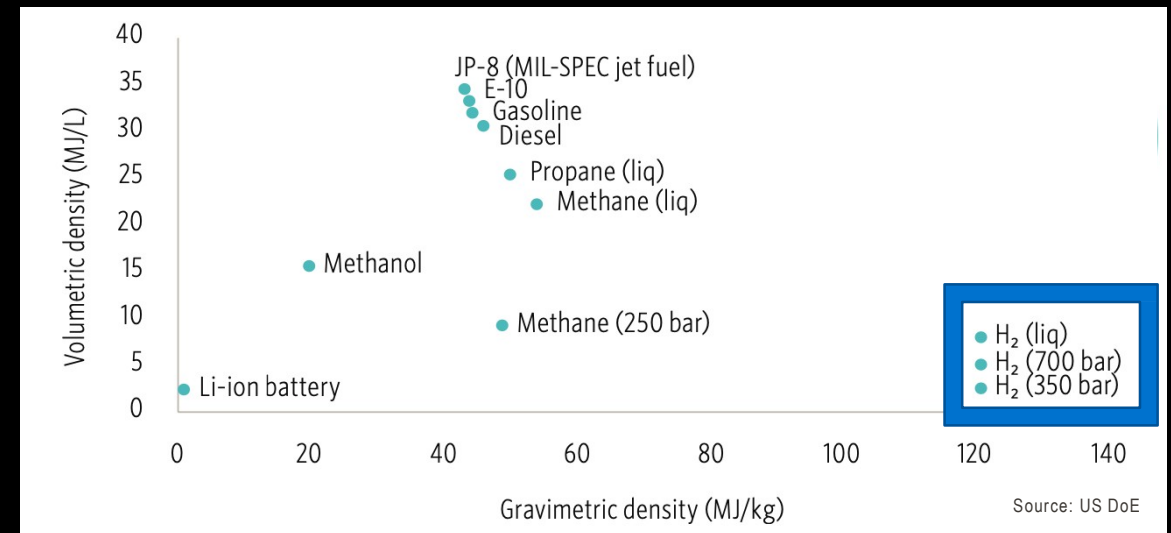 40
35
30
25
20
15
10
5
0
Volumetric density (MJ/L)
JP-8 (MIL-SPEC jet fuel)
E-10
Gasoline
Diesel
Propane (liq)
Methane (liq)
Methanol
Methane (250 bar)
Li-ion battery
H₂ (liq)
H₂ (700 bar)
H₂ (350 bar)
0 20 40 60 80 100 120 140
Gravimetric density (MJ/kg)
Source: US DoE